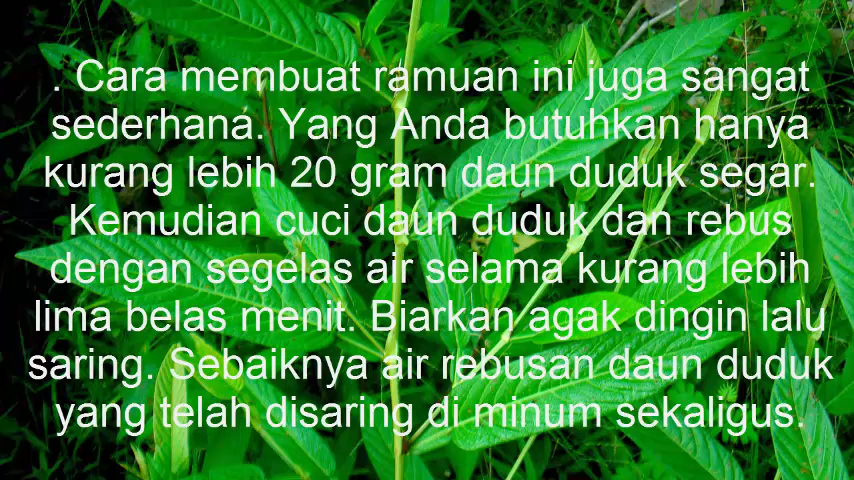 . Cara membuat ramuan ini juga sangat
sederhana. Yang Anda butuhkan hanya
kurang lebih 20 gram daun duduk segar.
Kemudian cuci daun duduk dan rebus
dengan segelas air selama kurang lebih
lima belas menit. Biarkan agak dingin lalu
saring. Sebaiknya air rebusan daun duduk
yang telah disaring di minum sekaligus.